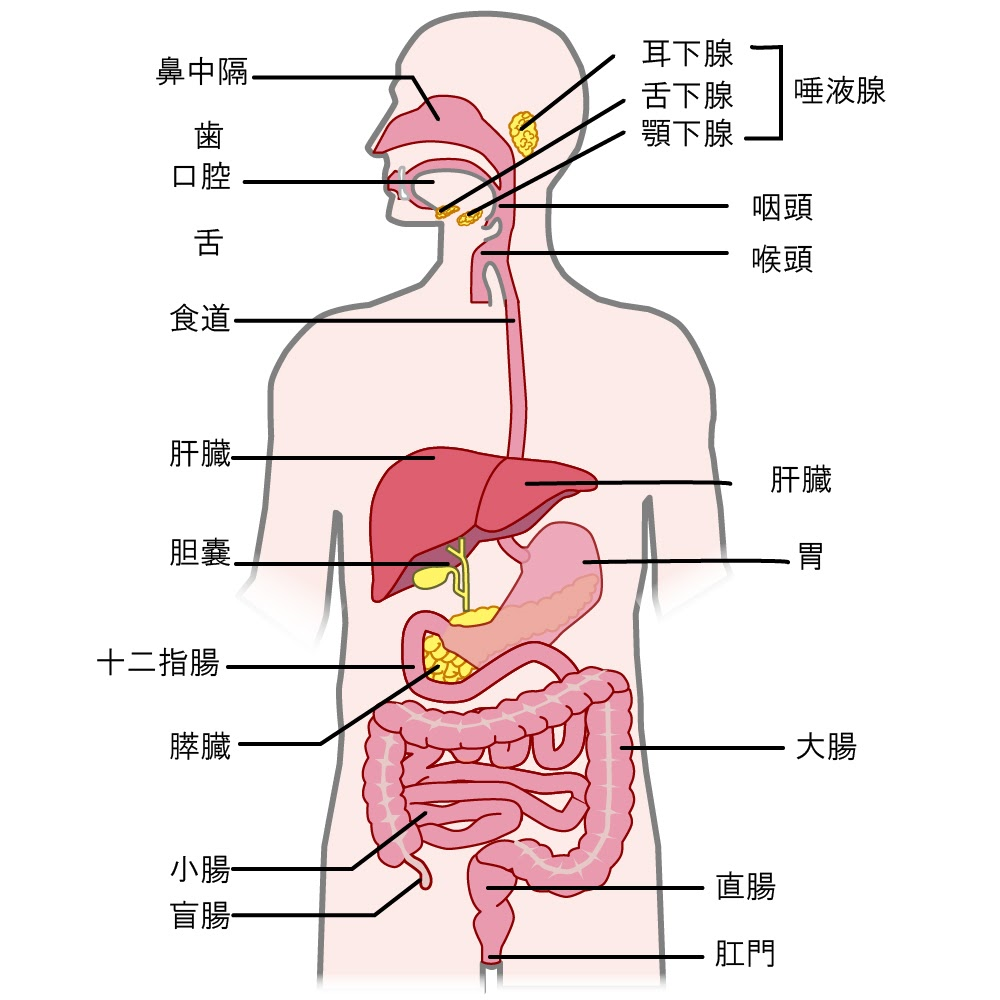 鼻中隔
歯
口腔
舌
食道
肝臓
胆嚢
十二指腸
膵臓
小腸
盲腸
耳下腺
舌下腺
顎下腺
唾液腺
咽頭
喉頭
肝臓
胃
大腸
直腸
肛門